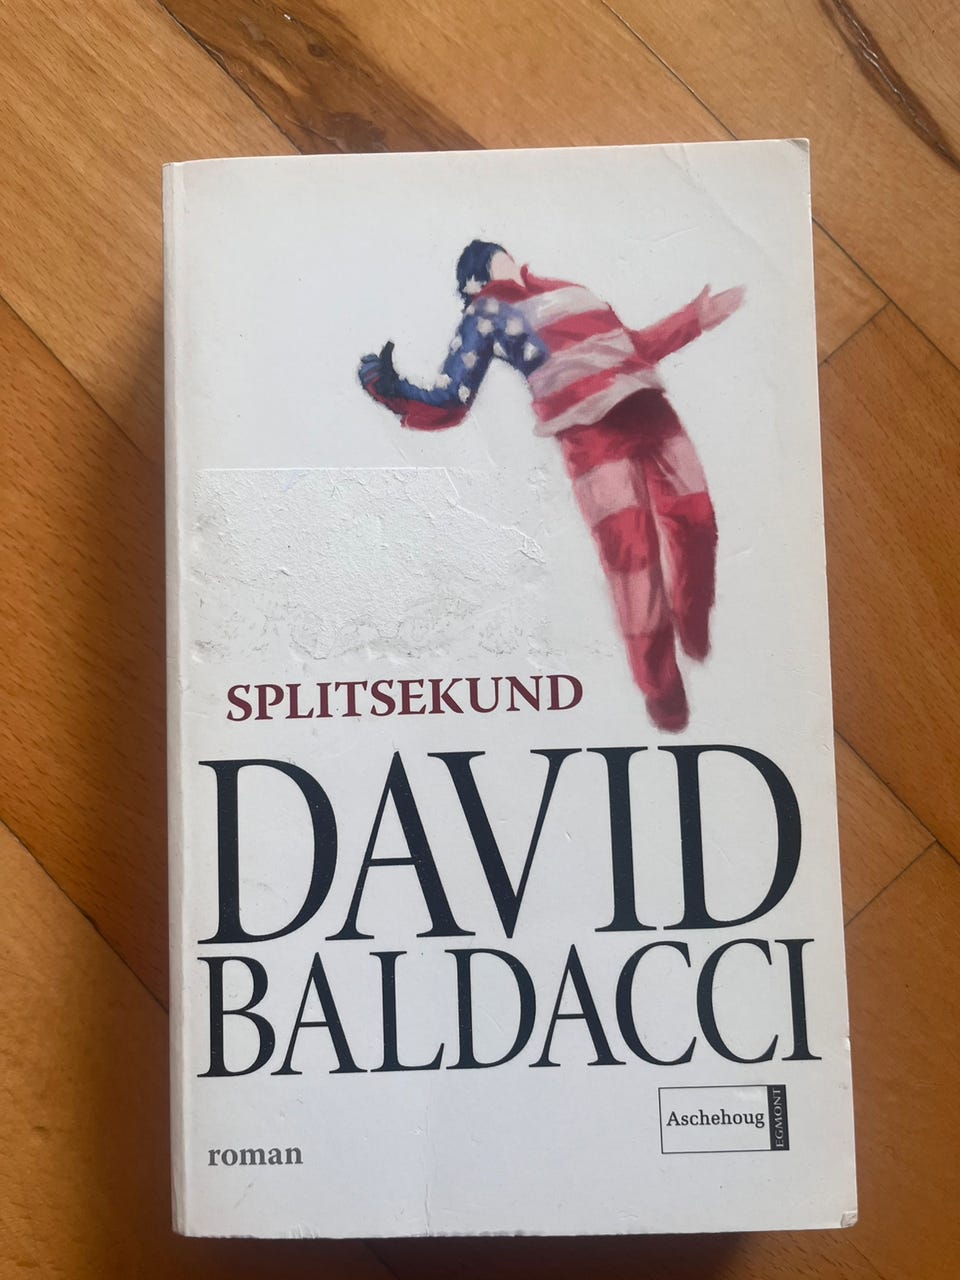 SPLITSEKUND
DAVID
BALDACCI
Aschehoug EGMONT
roman